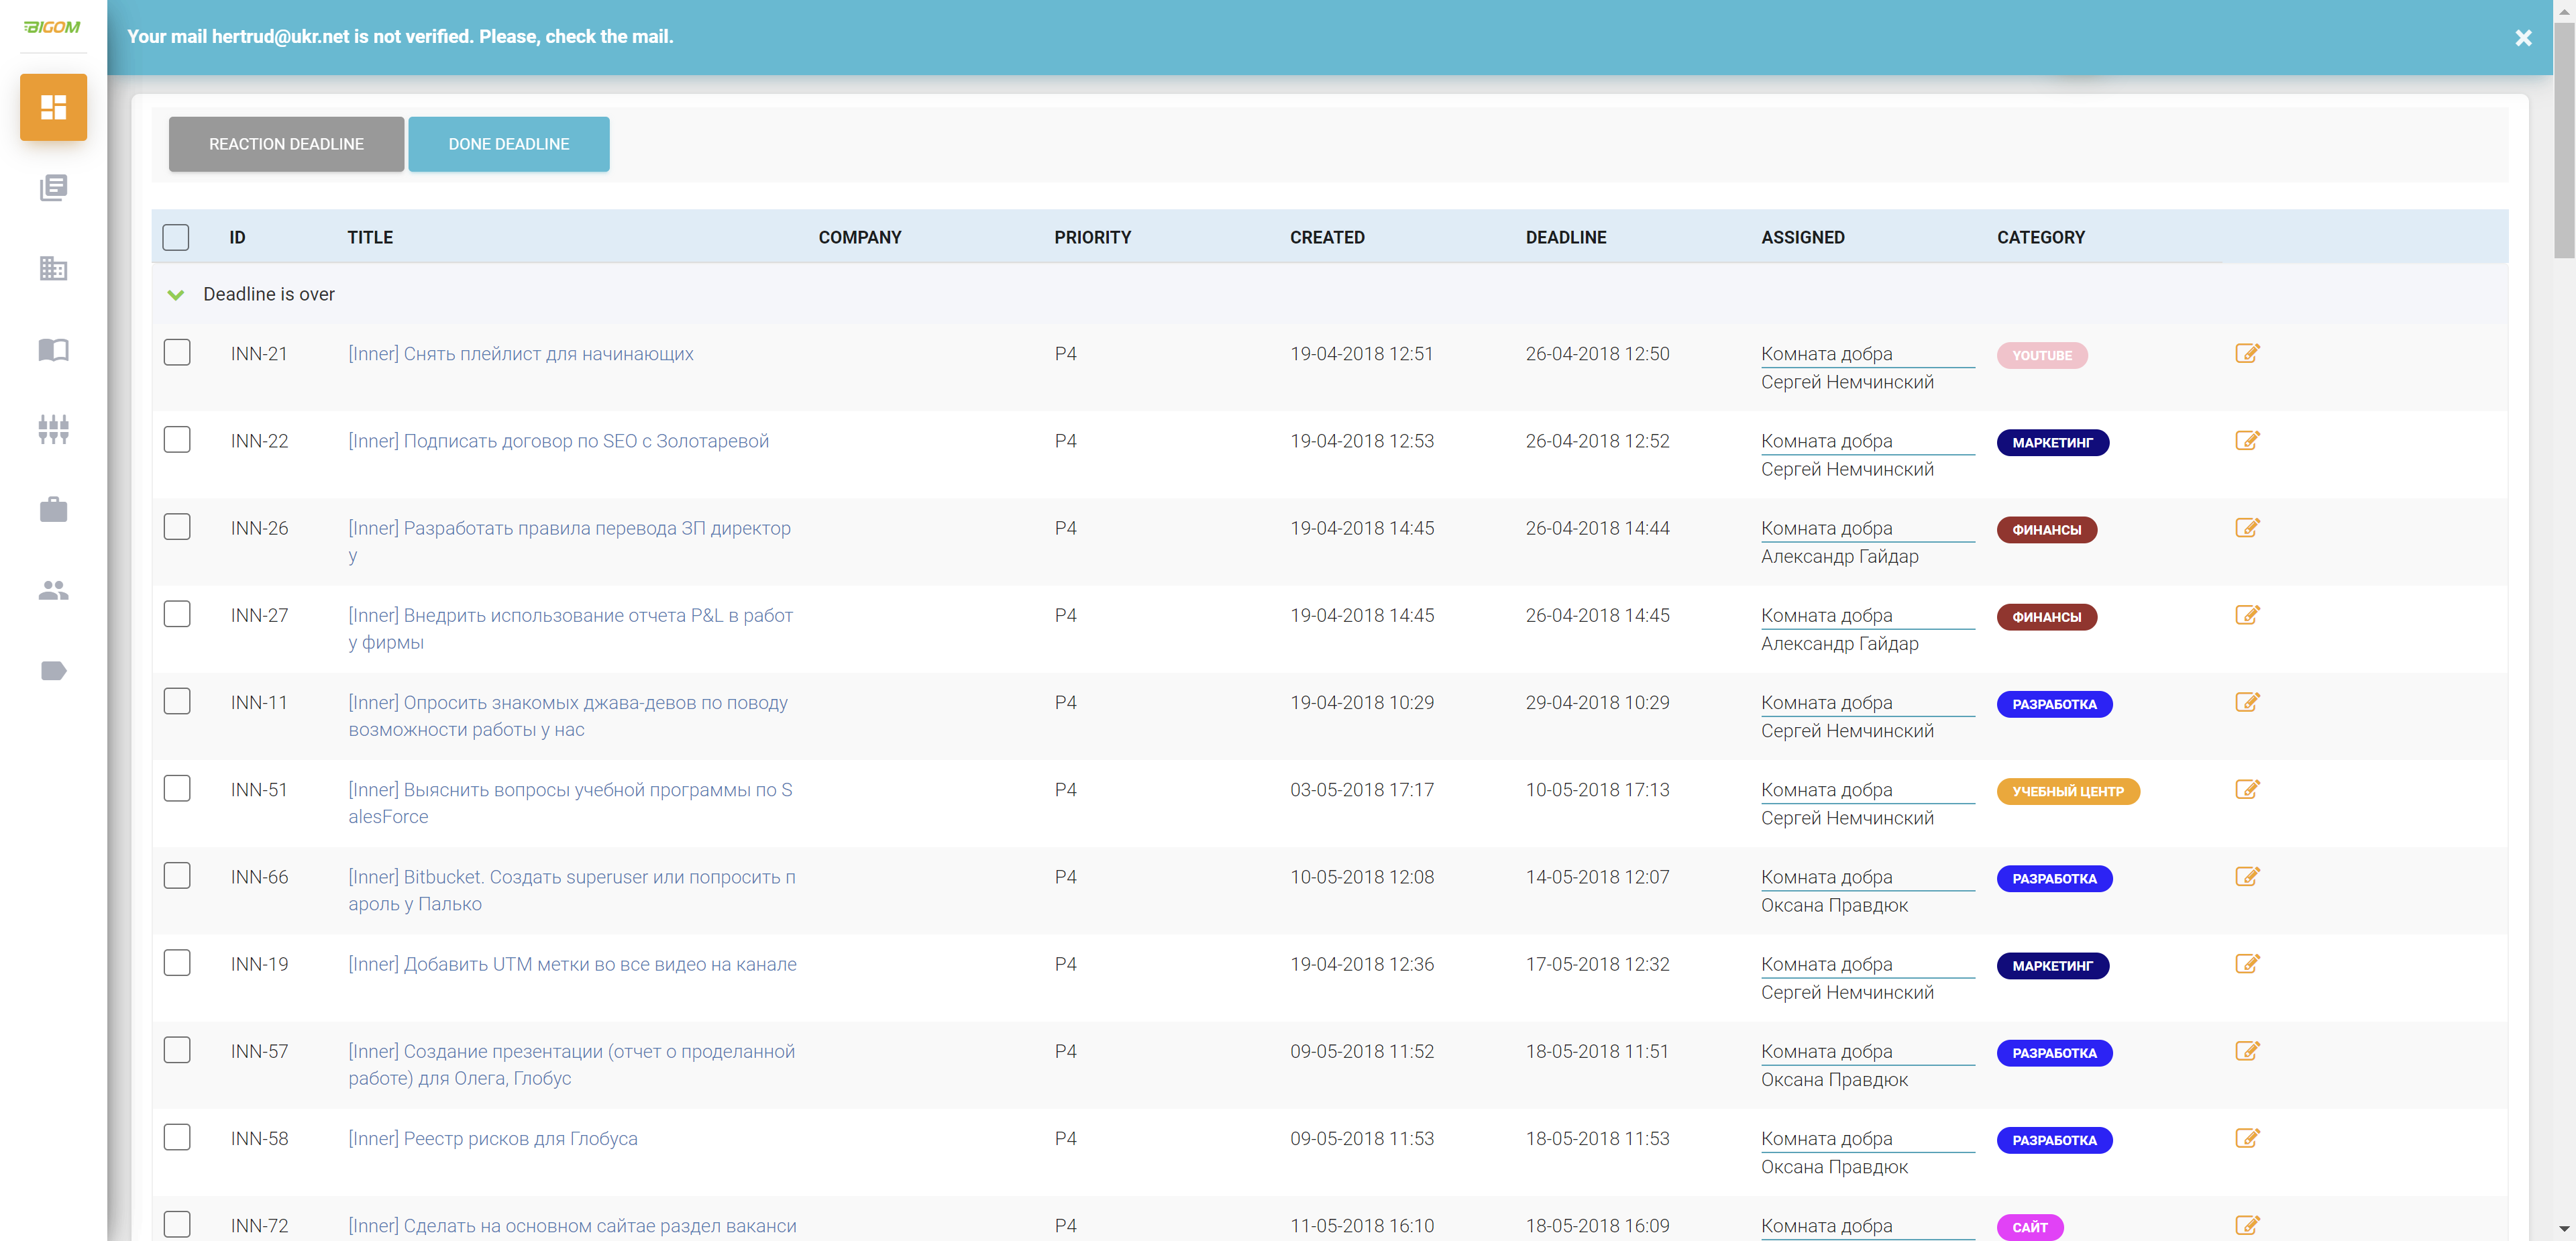 BIGOM
Your mail hertrud@ukr.net is not verified. Please, check the mail.
REACTION DEADLINE DONE DEADLINE
ID TITLE COMPANY PRIORITY CREATED DEADLINE ASSIGNED CATEGORY
Deadline is over
INN-21 [Inner] Снять плейлист для начинающих P4 19-04-2018 12:51 26-04-2018 12:50 Комната добра YOUTUBE
Сергей Немчинский
INN-22 [Inner] Подписать договор по SEO с Золотаревой P4 19-04-2018 12:53 26-04-2018 12:52 Комната добра МАРКЕТИНГ
Сергей Немчинский
INN-26 [Inner] Разработать правила перевода ЗП директор P4 19-04-2018 14:45 26-04-2018 14:44 Комната добра ФИНАНСЫ
у Александр Гайдар
INN-27 [Inner] Внедрить использование отчета P&L в работ P4 19-04-2018 14:45 26-04-2018 14:45 Комната добра ФИНАНСЫ
у фирмы Александр Гайдар
INN-11 [Inner] Опросить знакомых джава-девов по поводу P4 19-04-2018 10:29 29-04-2018 10:29 Комната добра РАЗРАБОТКА
возможности работы у нас Сергей Немчинский
INN-51 [Inner] Выяснить вопросы учебной программы по S P4 03-05-2018 17:17 10-05-2018 17:13 Комната добра УЧЕБНЫЙ ЦЕНТР
alesForce Сергей Немчинский
INN-66 [Inner] Bitbucket. Создать superuser или попросить п P4 10-05-2018 12:08 14-05-2018 12:07 Комната добра РАЗРАБОТКА
ароль у Палько Оксана Правдюк
INN-19 [Inner] Добавить UTM метки во все видео на канале P4 19-04-2018 12:36 17-05-2018 12:32 Комната добра МАРКЕТИНГ
Сергей Немчинский
INN-57 [Inner] Создание презентации (отчет о проделанной P4 09-05-2018 11:52 18-05-2018 11:51 Комната добра РАЗРАБОТКА
работе) для Олега, Глобус Оксана Правдюк
INN-58 [Inner] Реестр рисков для Глобуса P4 09-05-2018 11:53 18-05-2018 11:53 Комната добра РАЗРАБОТКА
Оксана Правдюк
INN-72 [Inner] Сделать на основном сайтае раздел ваканси P4 11-05-2018 16:10 18-05-2018 16:09 Комната добра САЙТ